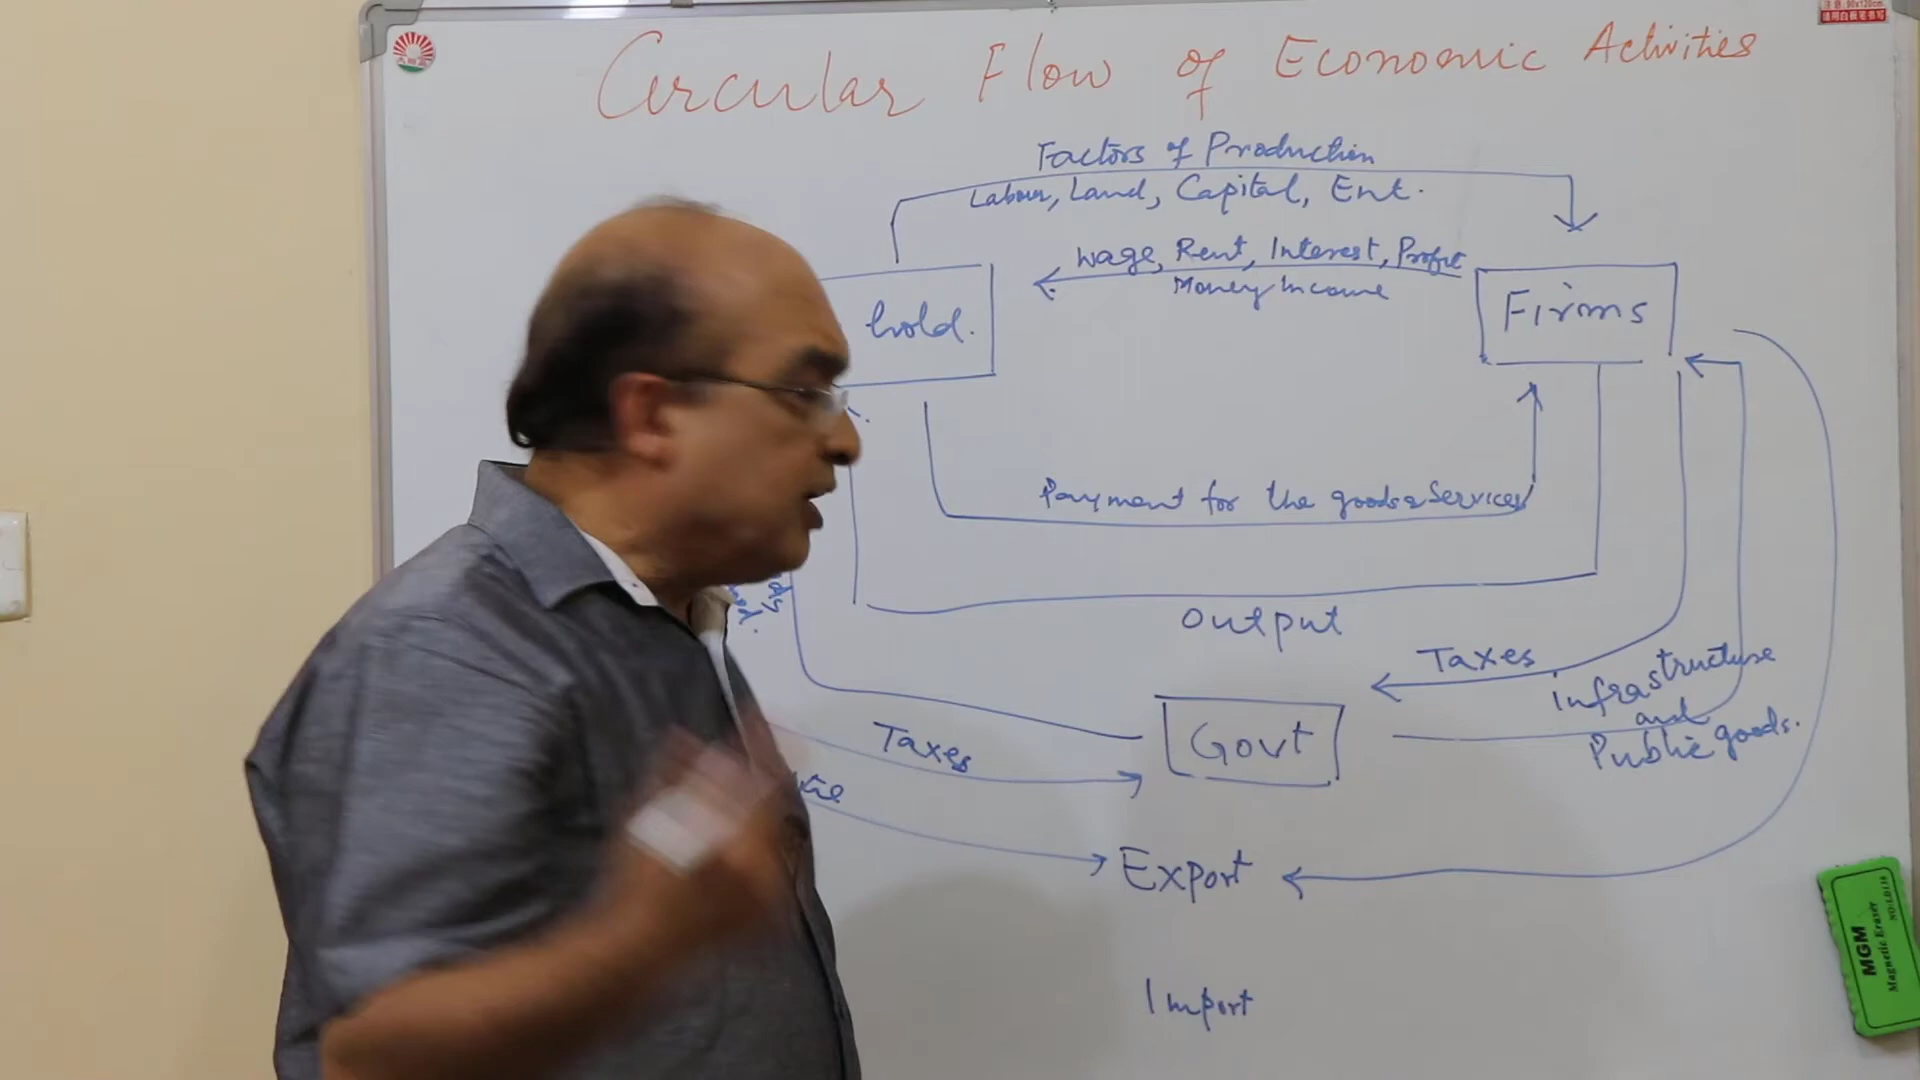 Circular Flow of Economic Activities
Factors of Production
Labour, Land, Capital, Ent.
Wage, Rent, Interest, Profit
Money Income
hold.
Firms
Payment for the goods & Services
Output
Taxes
Infrastructure
and
Public goods.
Govt
Taxes
Export
Import
MGM
Magnetic Eraser